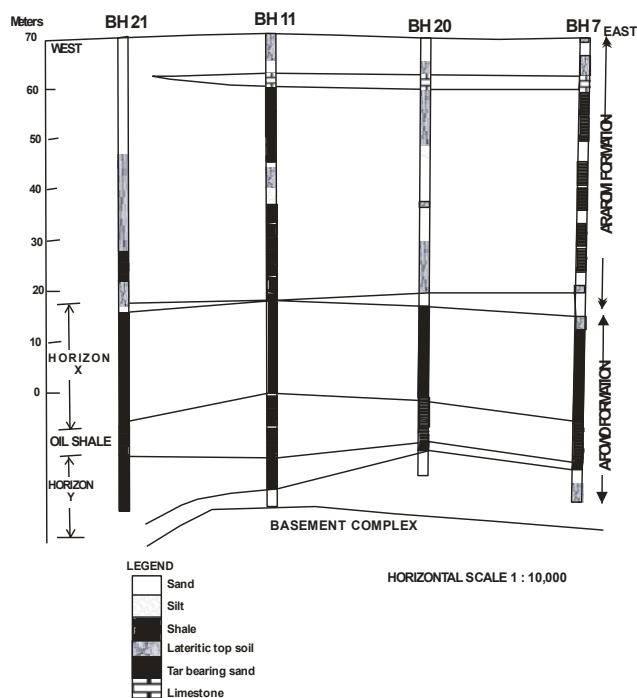 Meters
BH 21
BH 11
BH 20
BH 7
EAST
70
WEST
60
50
40
30
20
10
0
HORIZON
X
OIL SHALE
HORIZON
Y
ARAROMI FORMATION
AFOWO FORMATION
BASEMENT COMPLEX
LEGEND
Sand
Silt
Shale
Lateritic top soil
Tar bearing sand
Limestone
HORIZONTAL SCALE 1 : 10,000